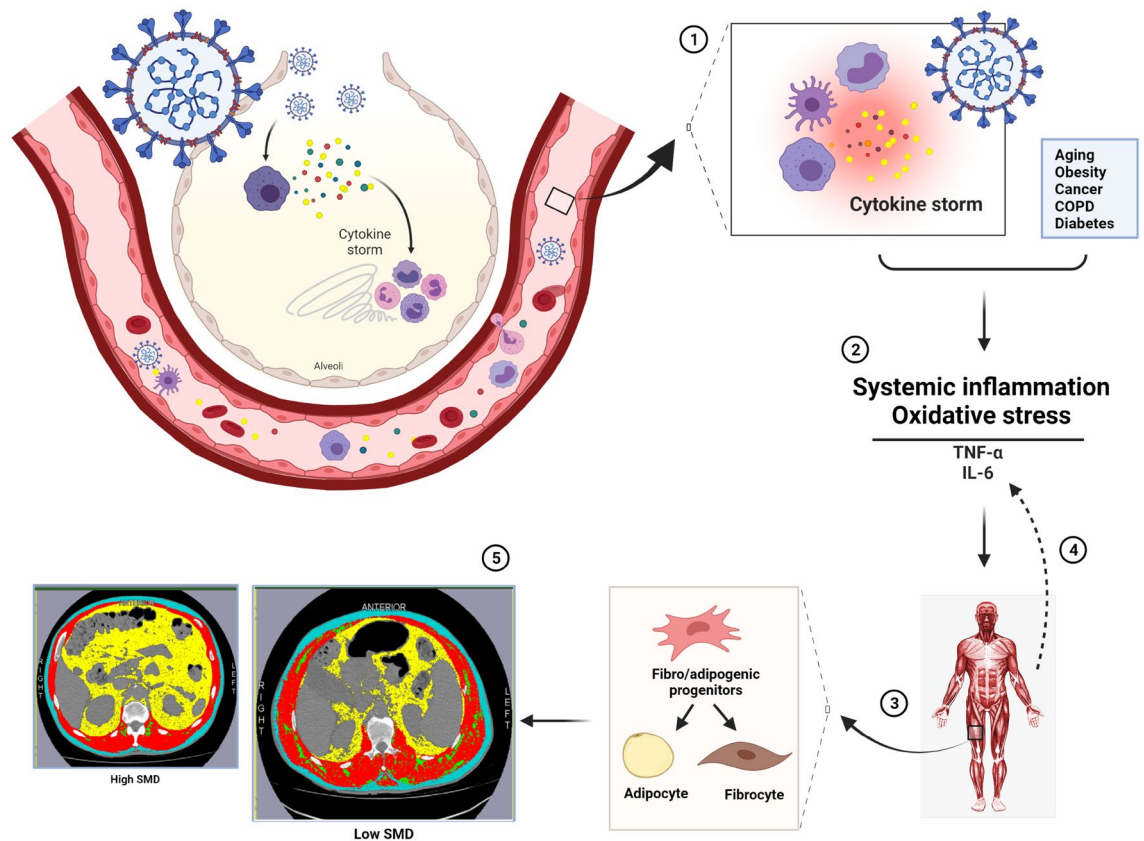 1
Cytokine storm
Aging
Obesity
Cancer
COPD
Diabetes
Cytokine
storm
Alveoli
2
Systemic inflammation
Oxidative stress
TNF-α
IL-6
4
3
Fibro/adipogenic
progenitors
Adipocyte
Fibrocyte
5
ANTERIOR
RIGHT
LEFT
Low SMD
ANTERIOR
RIGHT
LEFT
High SMD